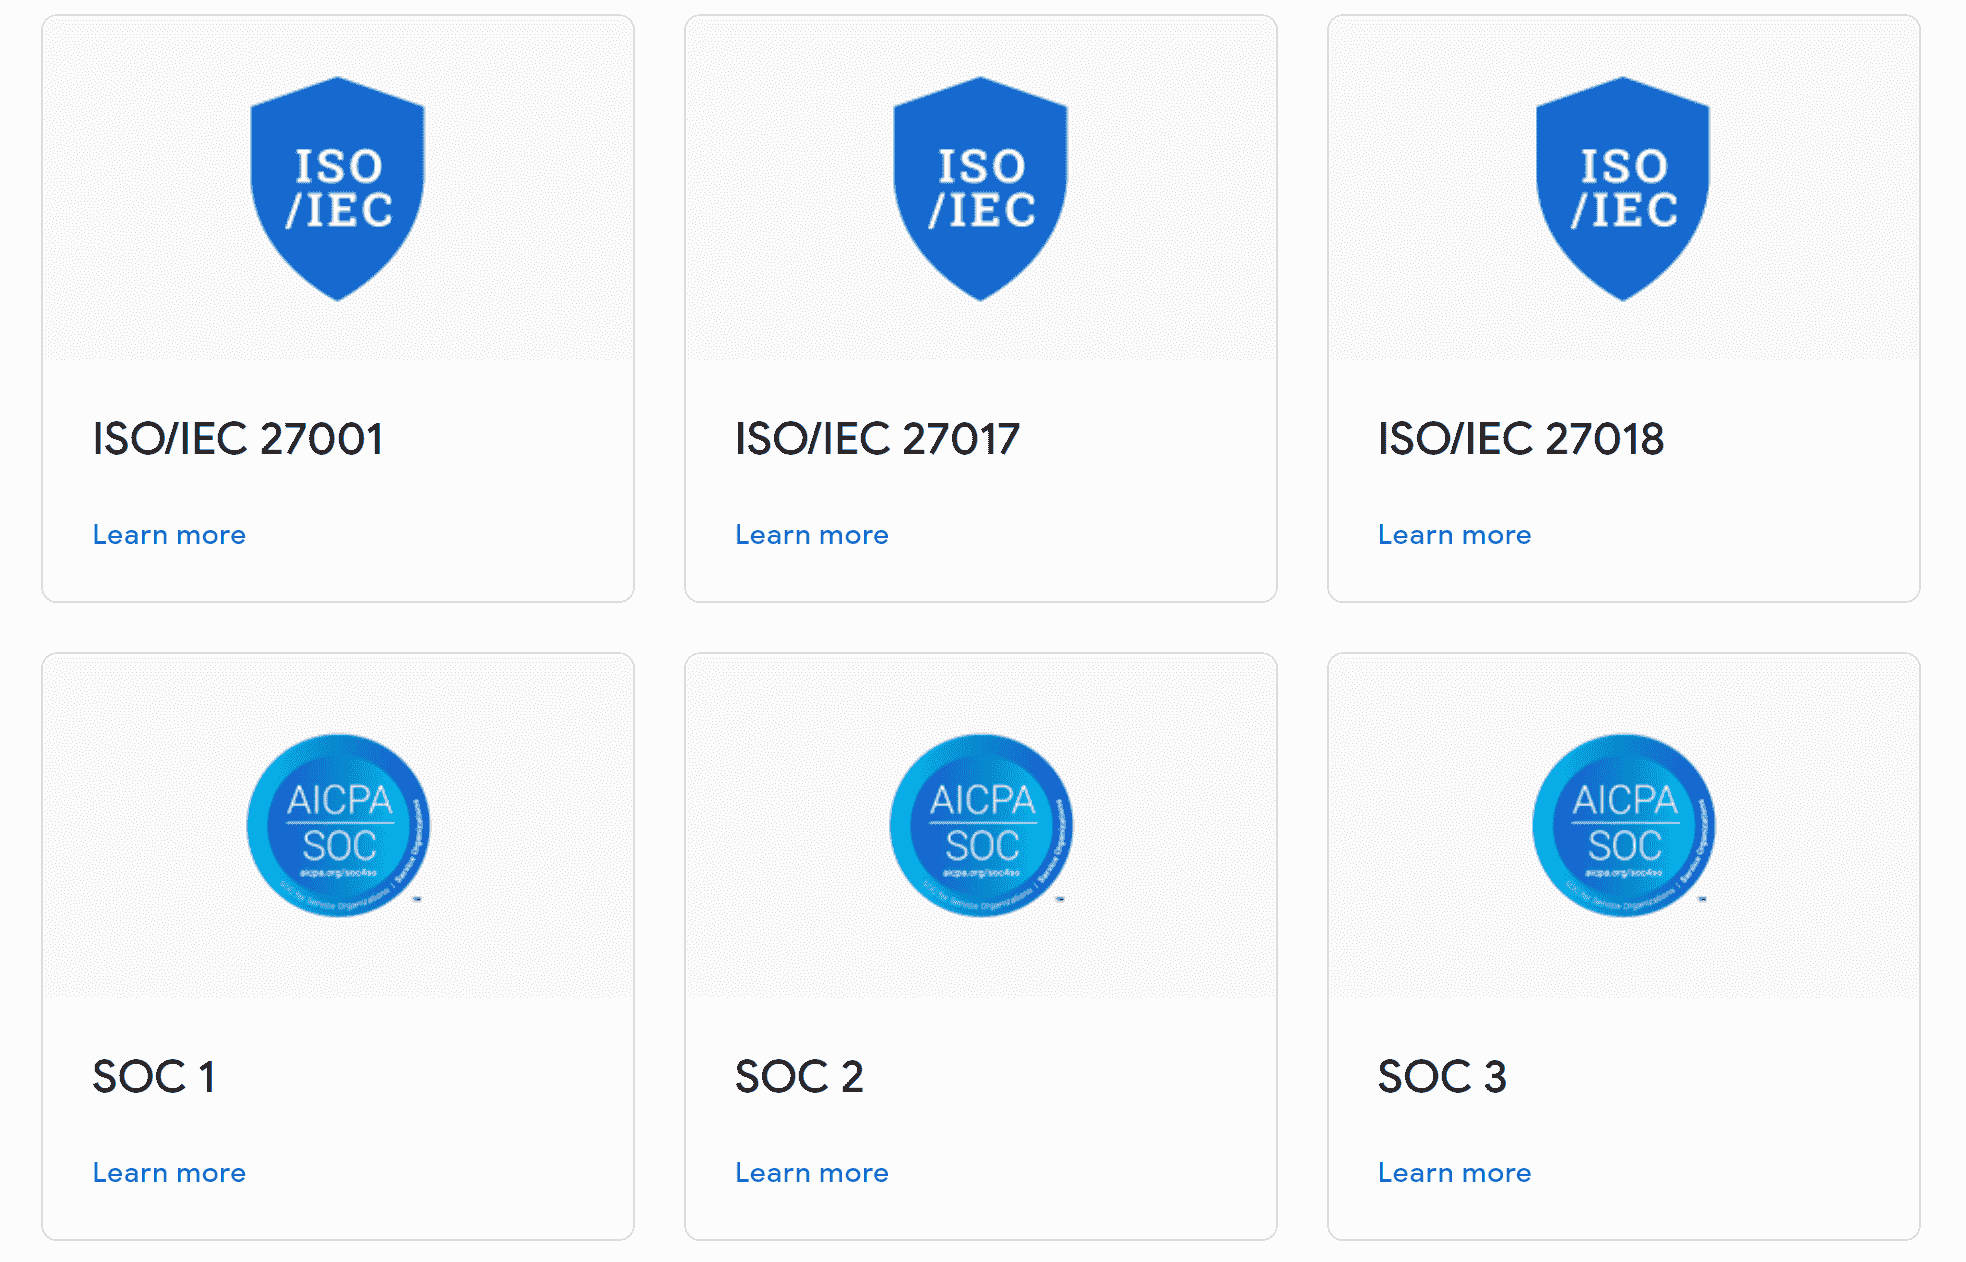 ISO
/IEC
ISO
/IEC
ISO
/IEC
ISO/IEC 27001
ISO/IEC 27017
ISO/IEC 27018
Learn more
Learn more
Learn more
AICPA
SOC
aicpa.org/soc4so
SOC for Service Organizations | Service Organizations
AICPA
SOC
aicpa.org/soc4so
SOC for Service Organizations | Service Organizations
AICPA
SOC
aicpa.org/soc4so
SOC for Service Organizations | Service Organizations
SOC 1
SOC 2
SOC 3
Learn more
Learn more
Learn more